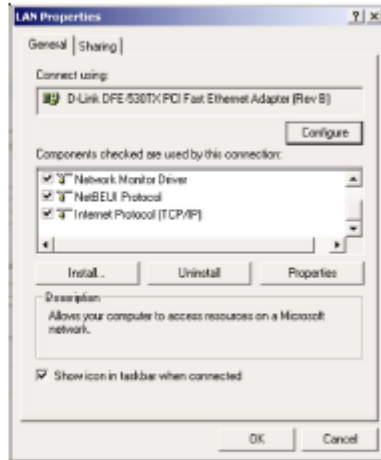 LAN Properties
General
Sharing
Connect using:
D-Link DFE-530TX PCI Fast Ethernet Adapter (Rev B)
Configure
Components checked are used by this connection:
Network Monitor Driver
NetBEUI Protocol
Internet Protocol (TCP/IP)
Install...
Uninstall
Properties
Description
Allows your computer to access resources on a Microsoft
network.
Show icon in taskbar when connected
OK
Cancel